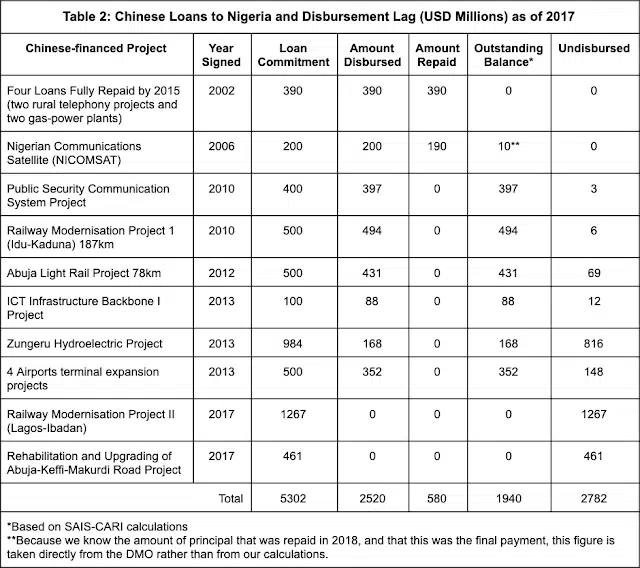 Table 2: Chinese Loans to Nigeria and Disbursement Lag (USD Millions) as of 2017
Chinese-financed Project | Year Signed | Loan Commitment | Amount Disbursed | Amount Repaid | Outstanding Balance* | Undisbursed
Four Loans Fully Repaid by 2015 (two rural telephony projects and two gas-power plants) | 2002 | 390 | 390 | 390 | 0 | 0
Nigerian Communications Satellite (NICOMSAT) | 2006 | 200 | 200 | 190 | 10** | 0
Public Security Communication System Project | 2010 | 400 | 397 | 0 | 397 | 3
Railway Modernisation Project 1 (Idu-Kaduna) 187km | 2010 | 500 | 494 | 0 | 494 | 6
Abuja Light Rail Project 78km | 2012 | 500 | 431 | 0 | 431 | 69
ICT Infrastructure Backbone I Project | 2013 | 100 | 88 | 0 | 88 | 12
Zungeru Hydroelectric Project | 2013 | 984 | 168 | 0 | 168 | 816
4 Airports terminal expansion projects | 2013 | 500 | 352 | 0 | 352 | 148
Railway Modernisation Project II (Lagos-Ibadan) | 2017 | 1267 | 0 | 0 | 0 | 1267
Rehabilitation and Upgrading of Abuja-Keffi-Makurdi Road Project | 2017 | 461 | 0 | 0 | 0 | 461
Total | 5302 | 2520 | 580 | 1940 | 2782
*Based on SAIS-CARI calculations
**Because we know the amount of principal that was repaid in 2018, and that this was the final payment, this figure is
taken directly from the DMO rather than from our calculations.